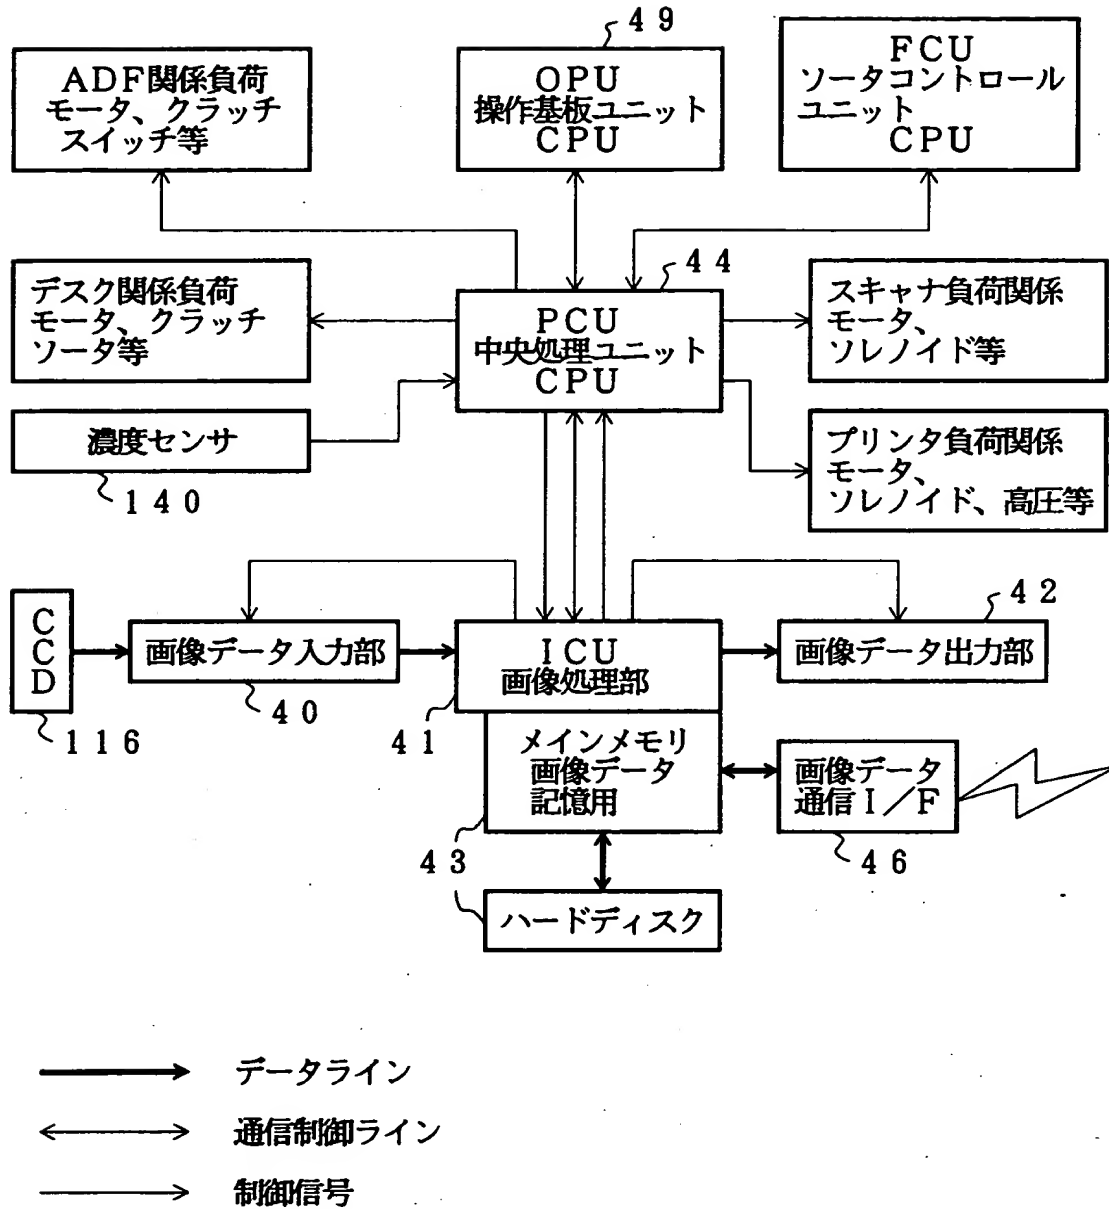 ４９
ＡＤＦ関係負荷
モータ、クラッチ
スイッチ等
ＯＰＵ
操作基板ユニット
ＣＰＵ
ＦＣＵ
ソータコントロール
ユニット
ＣＰＵ
４４
デスク関係負荷
モータ、クラッチ
ソータ等
ＰＣＵ
中央処理ユニット
ＣＰＵ
スキャナ負荷関係
モータ、
ソレノイド等
濃度センサ
１４０
プリンタ負荷関係
モータ、
ソレノイド、高圧等
４２
Ｃ
Ｃ
Ｄ
１１６
画像データ入力部
４０
ＩＣＵ
画像処理部
４１
画像データ出力部
メインメモリ
画像データ
記憶用
４３
画像データ
通信Ｉ／Ｆ
４６
ハードディスク
データライン
通信制御ライン
制御信号